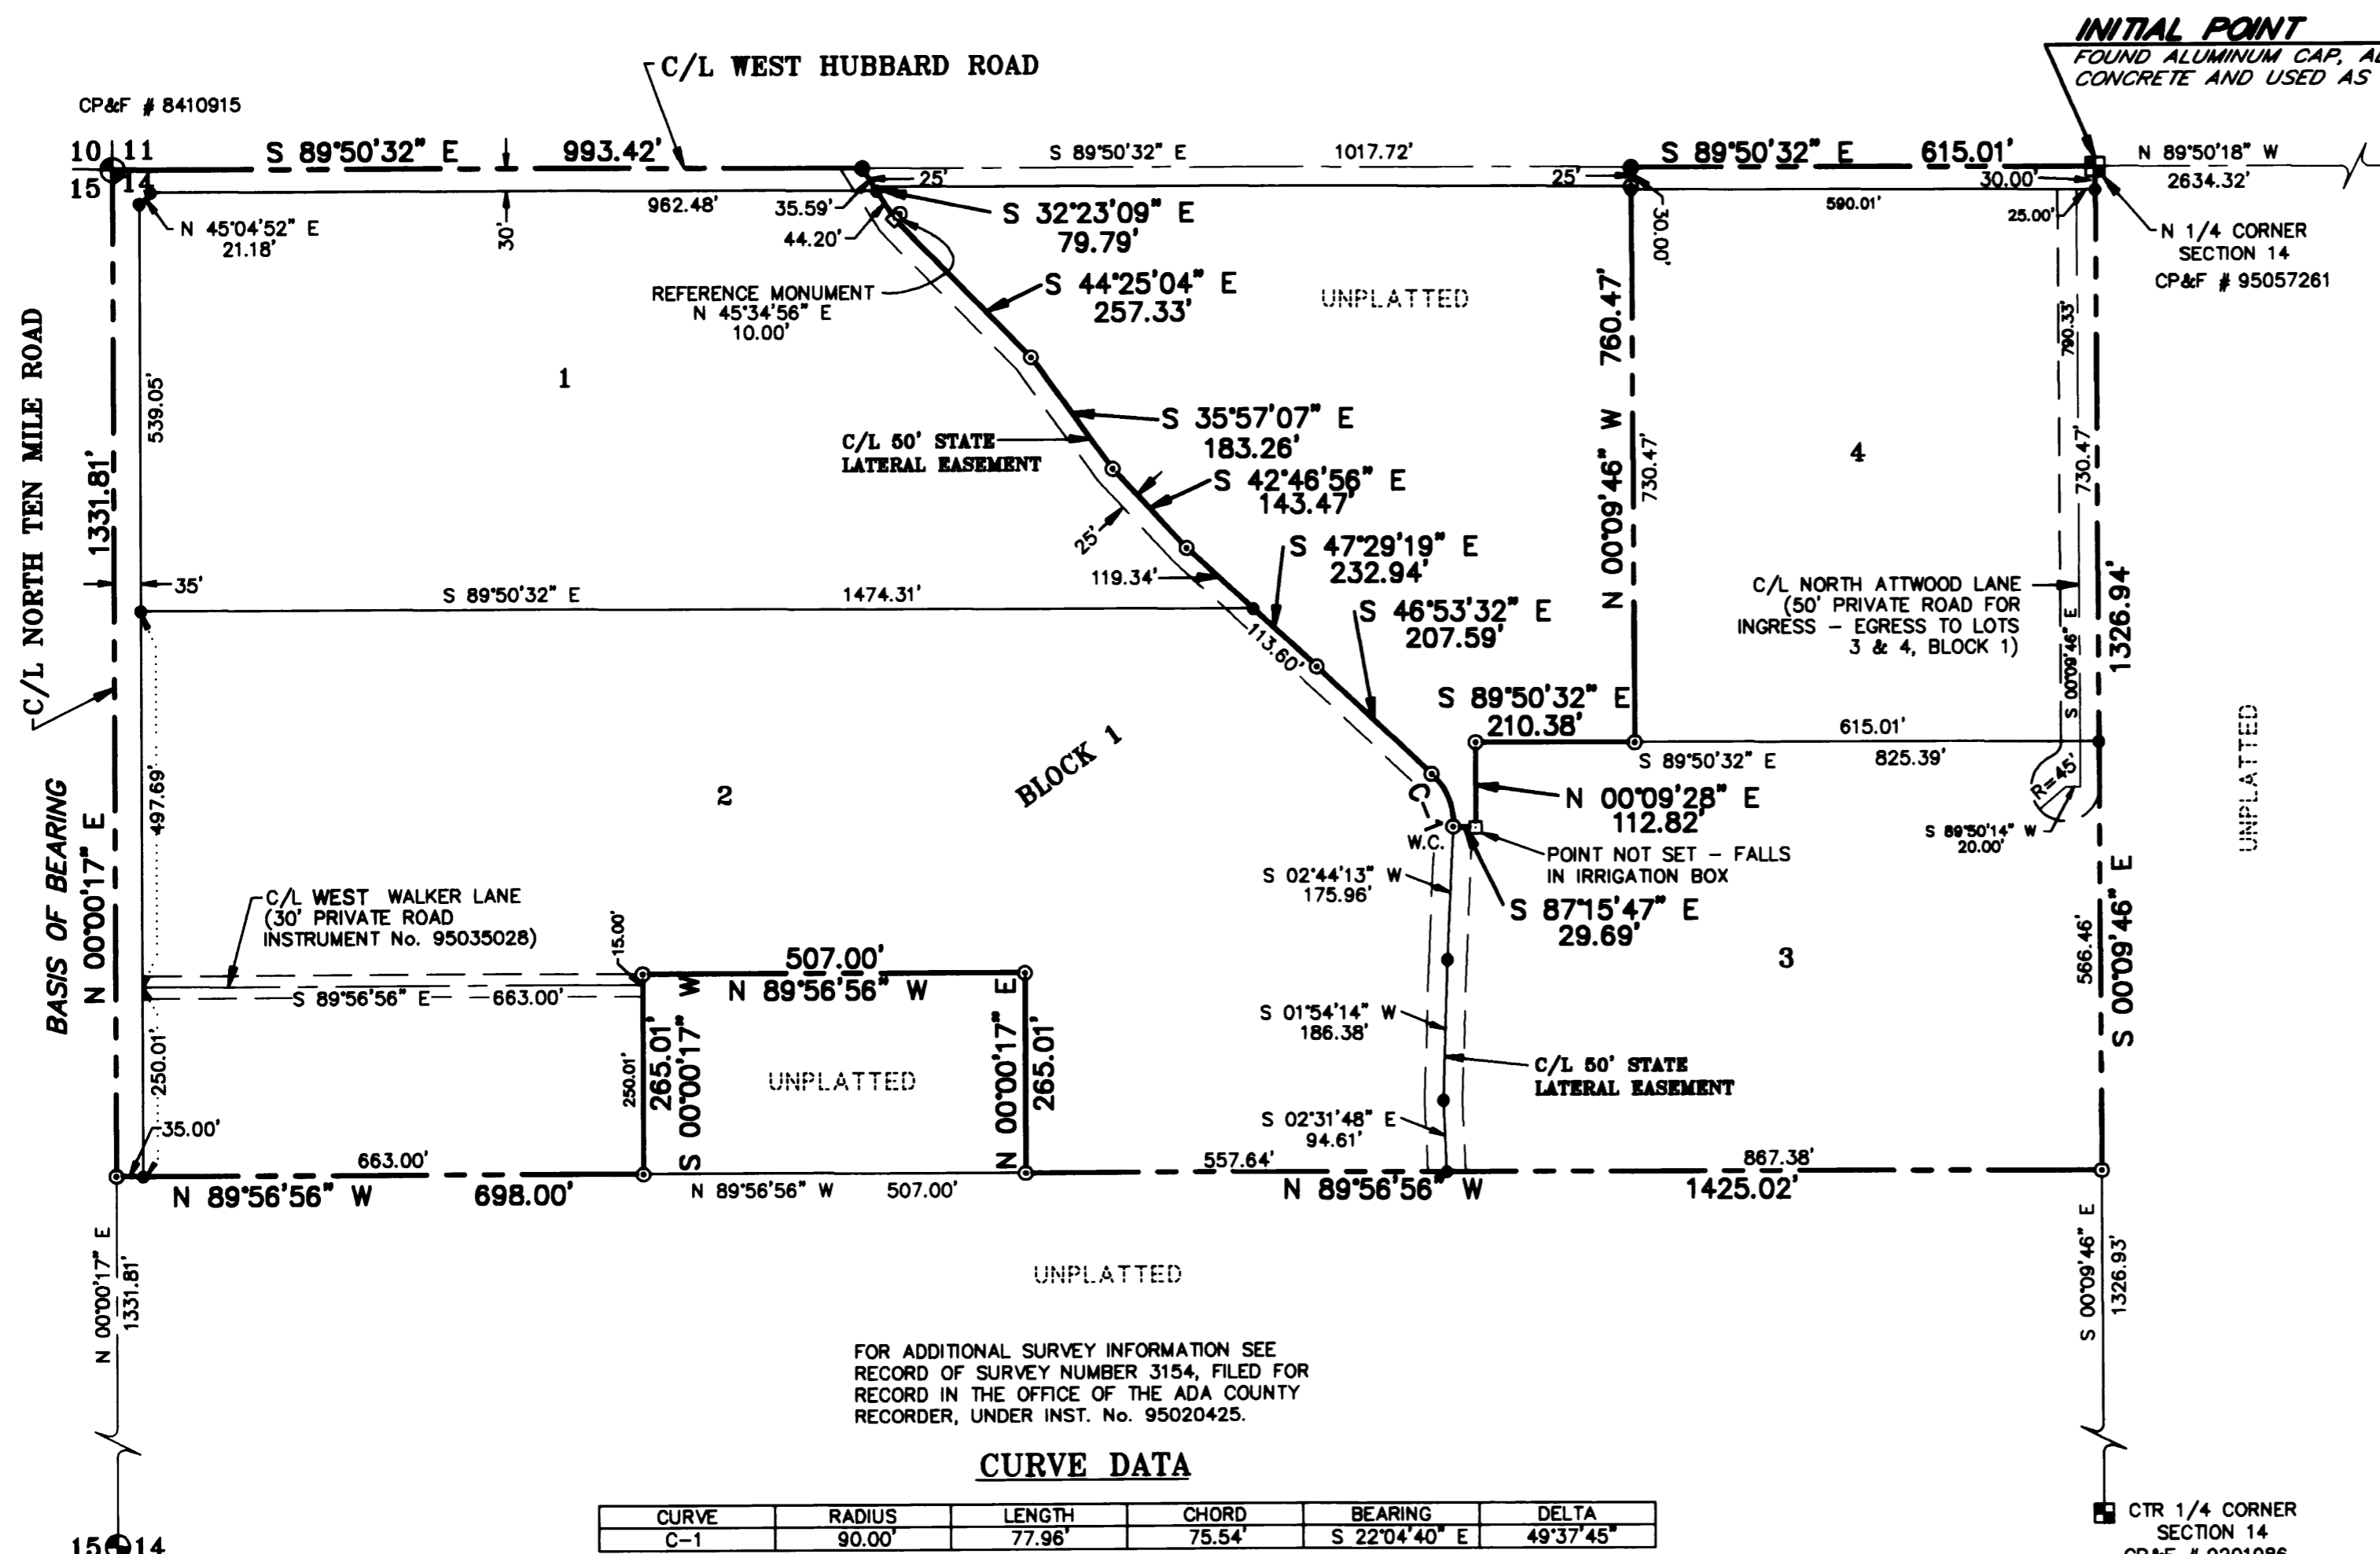 INITIAL POINT
FOUND ALUMINUM CAP,
CONCRETE AND USED AS
C/L WEST HUBBARD ROAD
CP&F # 8410915
10 11
15 14
S 89°50'32" E 993.42'
S 89°50'32" E 1017.72'
S 89°50'32" E 615.01'
N 89°50'18" W
2634.32'
25'
25'
30.00'
962.48'
35.59'
590.01'
25.00'
N 45°04'52" E
21.18'
30'
44.20'
S 32°23'09" E
79.79'
30.00'
N 1/4 CORNER
SECTION 14
CP&F # 95057261
REFERENCE MONUMENT
N 45°34'56" E
10.00'
S 44°25'04" E
257.33'
UNPLATTED
C/L NORTH TEN MILE ROAD
1331.81'
539.05'
1
N 00°09'46" W 760.47'
730.47'
4
790.33'
730.47'
S 35°57'07" E
183.26'
C/L 50' STATE
LATERAL EASEMENT
S 42°46'56" E
143.47'
25'
S 47°29'19" E
232.94'
119.34'
35'
S 89°50'32" E 1474.31'
S 46°53'32" E
207.59'
113.60'
C/L NORTH ATTWOOD LANE
(50' PRIVATE ROAD FOR
INGRESS - EGRESS TO LOTS
3 & 4, BLOCK 1)
S 00°09'46" E
1326.94'
S 89°50'32" E
210.38'
615.01'
S 89°50'32" E 825.39'
BASIS OF BEARING
N 00°00'17" E
497.69'
2
BLOCK 1
C-1
W.C.
N 00°09'28" E
112.82'
R=45'
S 89°50'14" W
20.00'
UNPLATTED
POINT NOT SET - FALLS
IN IRRIGATION BOX
S 02°44'13" W
175.96'
S 87°15'47" E
29.69'
C/L WEST WALKER LANE
(30' PRIVATE ROAD
INSTRUMENT No. 95035028)
15.00'
507.00'
N 89°56'56" W
S 89°56'56" E 663.00'
3
566.46'
S 00°09'46" E
250.01'
250.01'
265.01'
S 00°00'17" W
UNPLATTED
N 00°00'17" E
265.01'
S 01°54'14" W
186.38'
C/L 50' STATE
LATERAL EASEMENT
S 02°31'48" E
94.61'
35.00'
663.00'
557.64'
867.38'
N 89°56'56" W 698.00'
N 89°56'56" W 507.00'
N 89°56'56" W 1425.02'
N 00°00'17" E
1331.81'
S 00°09'46" E
1326.93'
UNPLATTED
FOR ADDITIONAL SURVEY INFORMATION SEE
RECORD OF SURVEY NUMBER 3154, FILED FOR
RECORD IN THE OFFICE OF THE ADA COUNTY
RECORDER, UNDER INST. No. 95020425.
CURVE DATA
CURVE RADIUS LENGTH CHORD BEARING DELTA
C-1 90.00' 77.96' 75.54' S 22°04'40" E 49°37'45"
15 14
CTR 1/4 CORNER
SECTION 14